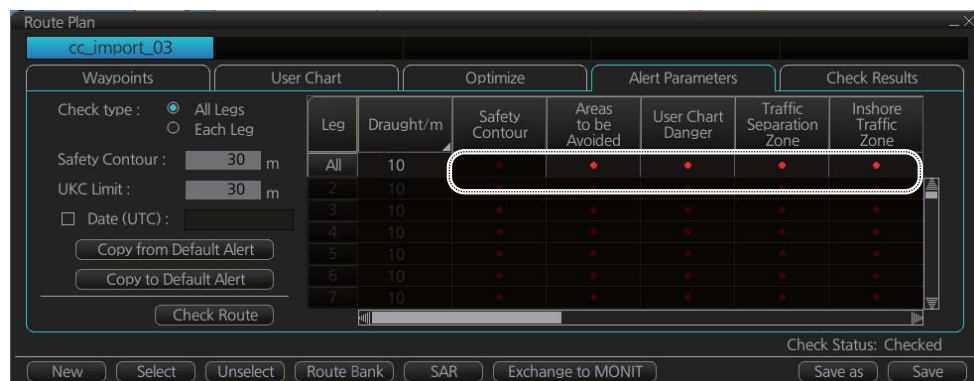 Route Plan
cc_import_03
Waypoints User Chart Optimize Alert Parameters Check Results
Check type : All Legs
Each Leg
Safety Contour : 30 m
UKC Limit : 30 m
Date (UTC) :
Copy from Default Alert
Copy to Default Alert
Check Route
Leg Draught/m Safety Contour Areas to be Avoided User Chart Danger Traffic Separation Zone Inshore Traffic Zone
All 10
2 10
3 10
4 10
5 10
6 10
7 10
Check Status: Checked
New Select Unselect Route Bank SAR Exchange to MONIT Save as Save